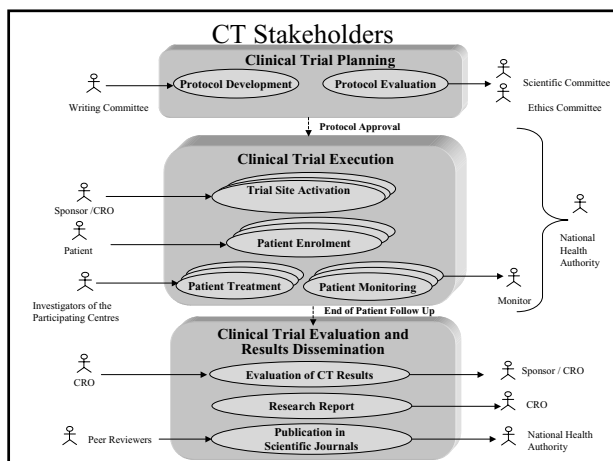 CT Stakeholders
Clinical Trial Planning
Protocol Development
Protocol Evaluation
Writing Committee
Scientific Committee
Ethics Committee
Protocol Approval
Clinical Trial Execution
Trial Site Activation
Sponsor /CRO
Patient Enrolment
Patient
National
Health
Authority
Patient Treatment
Patient Monitoring
Investigators of the
Participating Centres
Monitor
End of Patient Follow Up
Clinical Trial Evaluation and
Results Dissemination
Evaluation of CT Results
CRO
Sponsor / CRO
Research Report
CRO
Peer Reviewers
Publication in
Scientific Journals
National Health
Authority